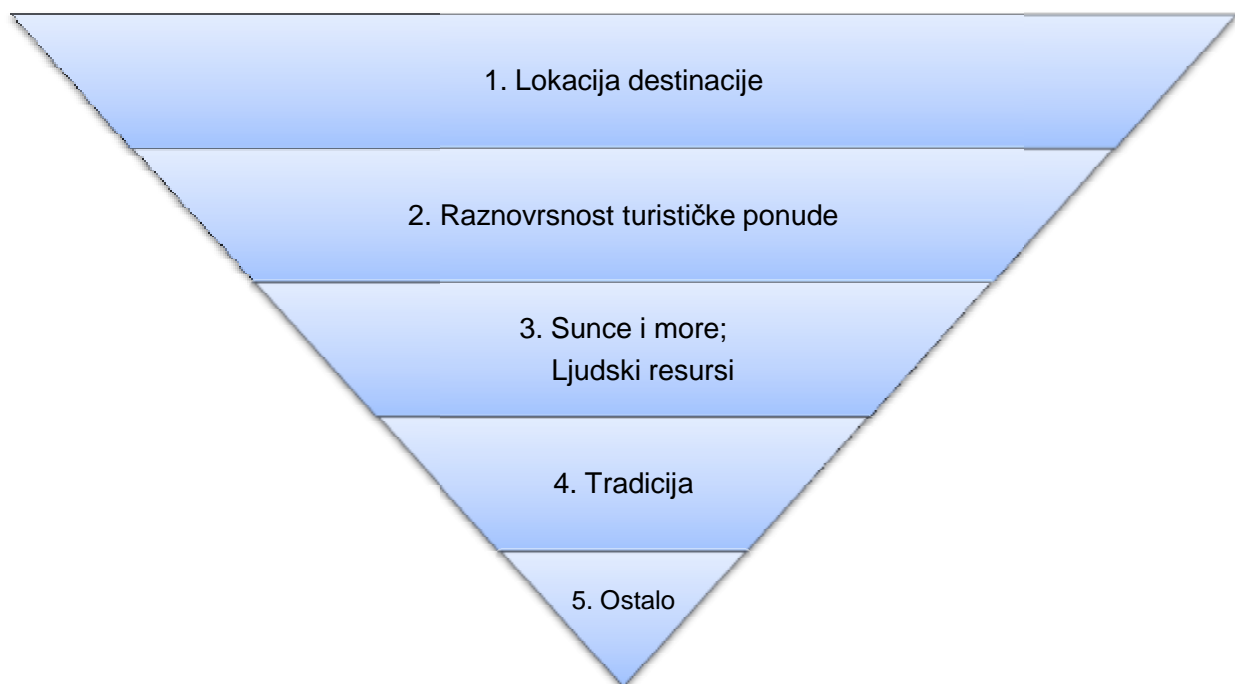 1. Lokacija destinacije
2. Raznovrsnost turističke ponude
3. Sunce i more;
Ljudski resursi
4. Tradicija
5. Ostalo